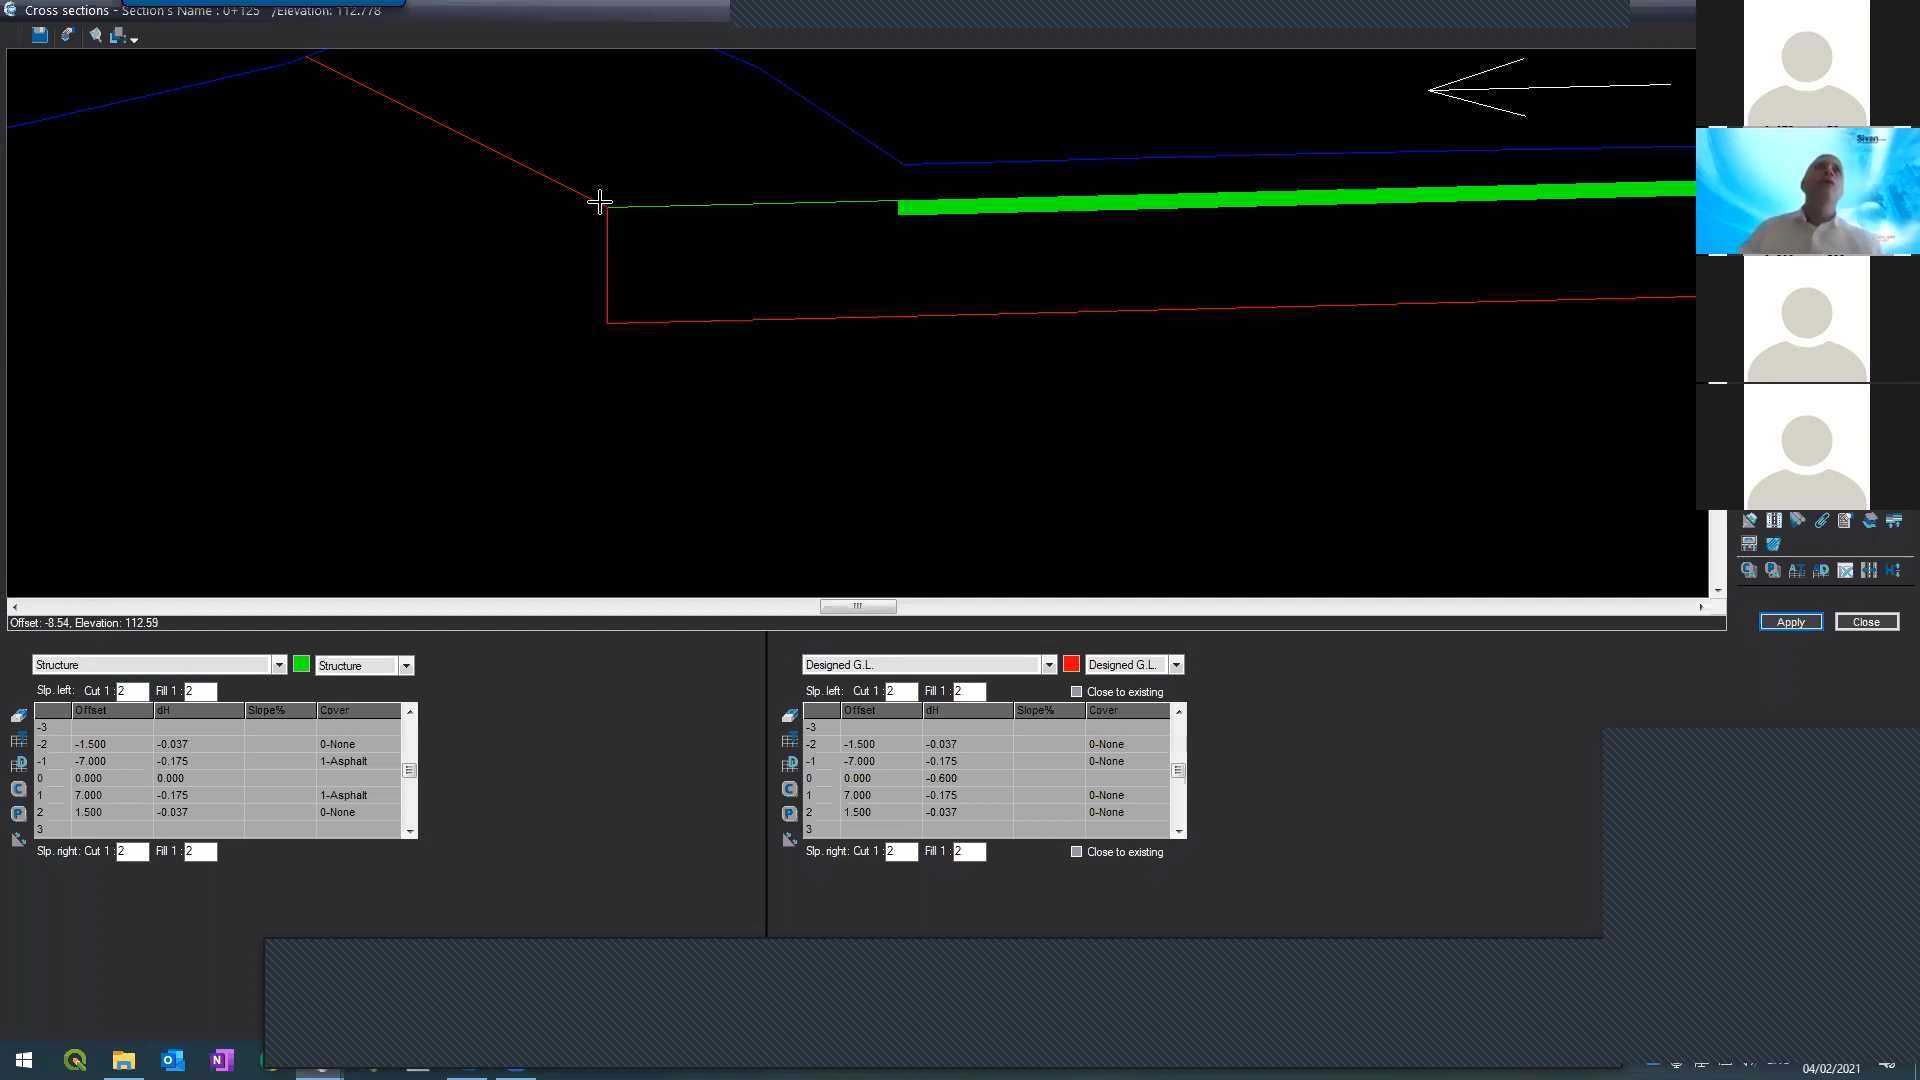 Cross sections - Section's Name : 0+125 /Elevation: 112.778
Sivan
Offset: -8.54, Elevation: 112.59
Apply
Close
Structure
Structure
Slp. left: Cut 1 : 2 Fill 1 : 2
Offset dH Slope% Cover
-3
-2 -1.500 -0.037 0-None
-1 -7.000 -0.175 1-Asphalt
0 0.000 0.000
1 7.000 -0.175 1-Asphalt
2 1.500 -0.037 0-None
3
Slp. right: Cut 1 : 2 Fill 1 : 2
Designed G.L.
Designed G.L.
Slp. left: Cut 1 : 2 Fill 1 : 2 Close to existing
Offset dH Slope% Cover
-3
-2 -1.500 -0.037 0-None
-1 -7.000 -0.175 0-None
0 0.000 -0.600
1 7.000 -0.175 0-None
2 1.500 -0.037 0-None
3
Slp. right: Cut 1 : 2 Fill 1 : 2 Close to existing
04/02/2021